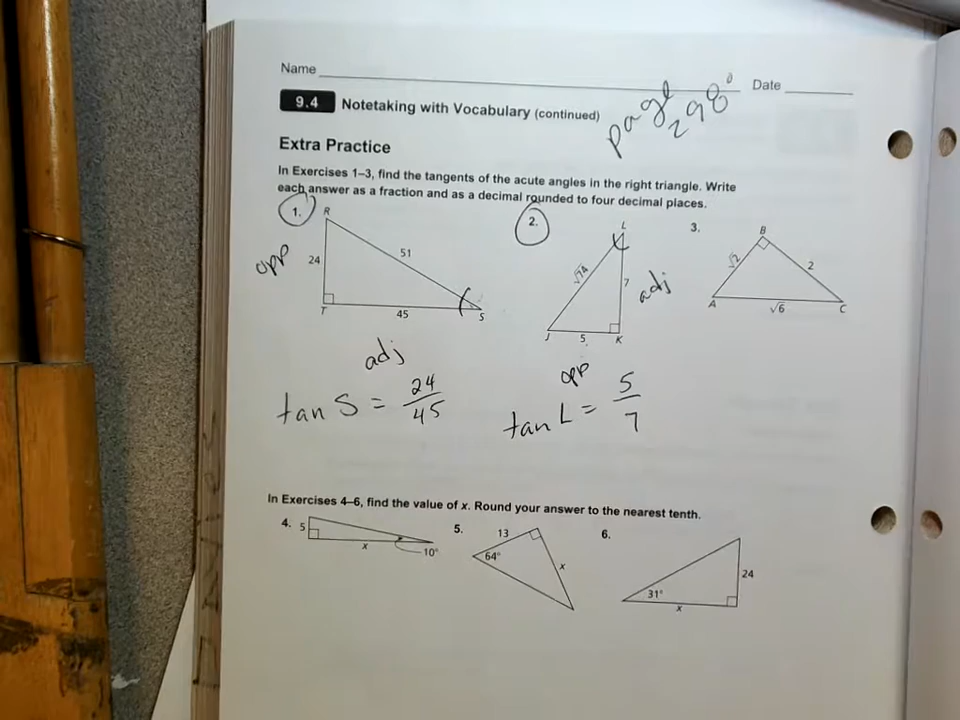 Name Date
page 298
9.4 Notetaking with Vocabulary (continued)
Extra Practice
In Exercises 1–3, find the tangents of the acute angles in the right triangle. Write
each answer as a fraction and as a decimal rounded to four decimal places.
1. R 24 51 T 45 S
opp
adj
tan S = 24/45
2. L √74 7 J 5 K
adj
opp
tan L = 5/7
3. B √2 2 A √6 C
In Exercises 4–6, find the value of x. Round your answer to the nearest tenth.
4. 5 x 10°
5. 13 64° x
6. 24 31° x